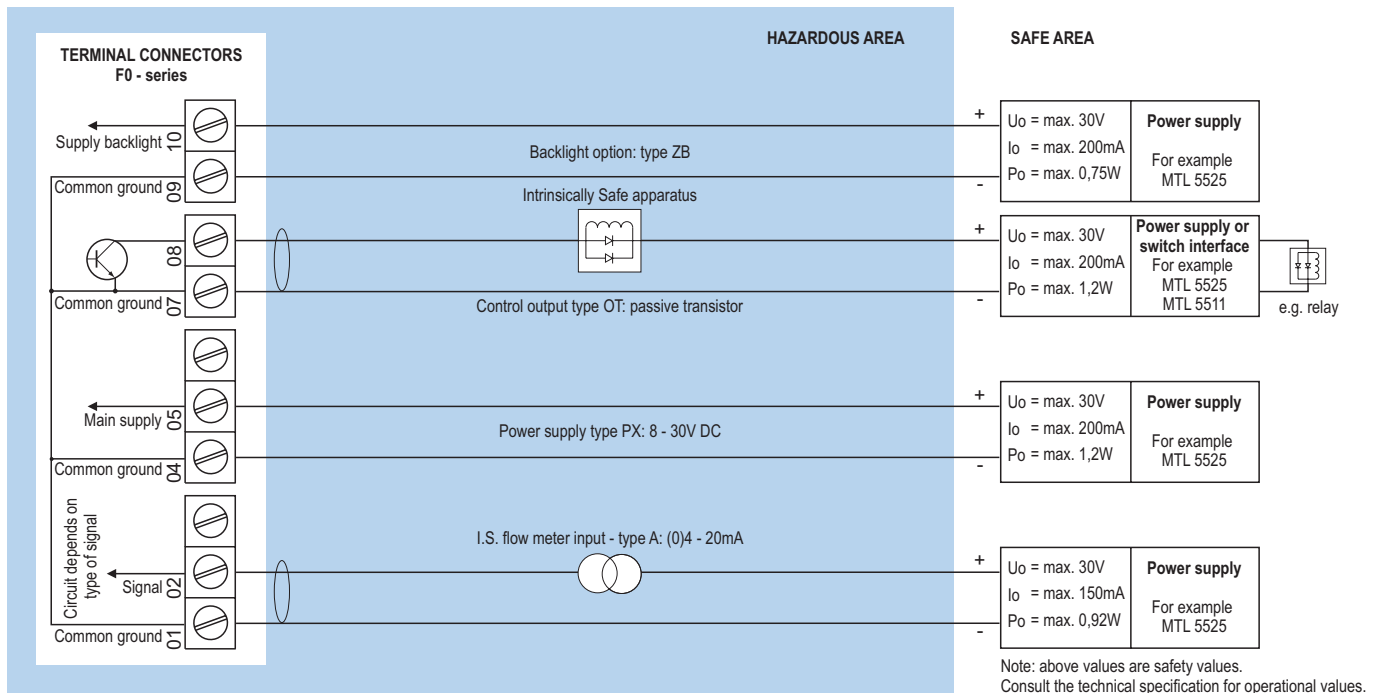 HAZARDOUS AREA
SAFE AREA
TERMINAL CONNECTORS
F0 - series
Supply backlight
10
Common ground
09
Backlight option: type ZB
+
-
Uo = max. 30V
Io = max. 200mA
Po = max. 0,75W
Power supply
For example
MTL 5525
Intrinsically Safe apparatus
08
Common ground
07
Control output type OT: passive transistor
+
-
Uo = max. 30V
Io = max. 200mA
Po = max. 1,2W
Power supply or
switch interface
For example
MTL 5525
MTL 5511
e.g. relay
Main supply
05
Common ground
04
Power supply type PX: 8 - 30V DC
+
-
Uo = max. 30V
Io = max. 200mA
Po = max. 1,2W
Power supply
For example
MTL 5525
Circuit depends on
type of signal
Signal
02
Common ground
01
I.S. flow meter input - type A: (0)4 - 20mA
+
-
Uo = max. 30V
Io = max. 150mA
Po = max. 0,92W
Power supply
For example
MTL 5525
Note: above values are safety values.
Consult the technical specification for operational values.